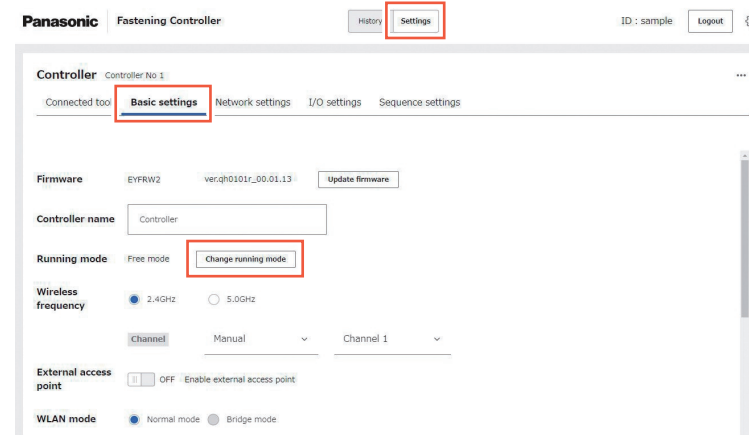 Panasonic Fastening Controller History Settings ID : sample Logout
Controller Controller No 1 ...
Connected tool Basic settings Network settings I/O settings Sequence settings
Firmware EYFRW2 ver.qh0101r_00.01.13 Update firmware
Controller name Controller
Running mode Free mode Change running mode
Wireless
frequency 2.4GHz 5.0GHz
Channel Manual Channel 1
External access
point OFF Enable external access point
WLAN mode Normal mode Bridge mode